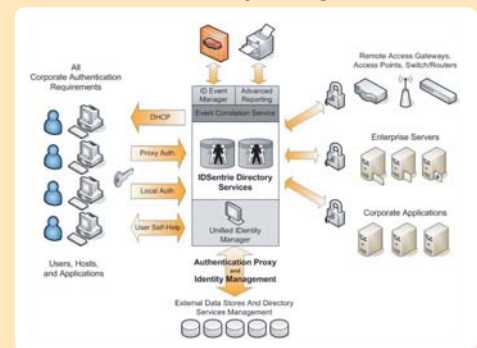 All
Corporate Authentication
Requirements
Users, Hosts,
and Applications
DHCP
Proxy Auth.
Local Auth.
User Self-Help
ID Event
Manager
Advanced
Reporting
Event Correlation Service
IDSentrie Directory
Services
Unified IDentity
Manager
Authentication Proxy
and
Identity Management
External Data Stores And Directory
Services Management
Remote Access Gateways,
Access Points, Switch/Routers
Enterprise Servers
Corporate Applications